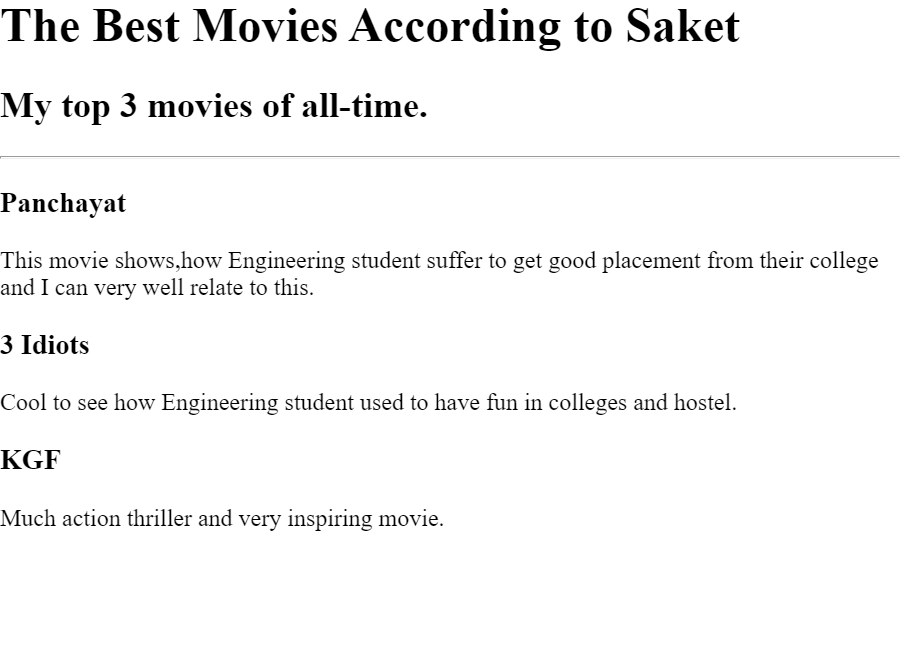 The Best Movies According to Saket
My top 3 movies of all-time.
Panchayat
This movie shows,how Engineering student suffer to get good placement from their college
and I can very well relate to this.
3 Idiots
Cool to see how Engineering student used to have fun in colleges and hostel.
KGF
Much action thriller and very inspiring movie.